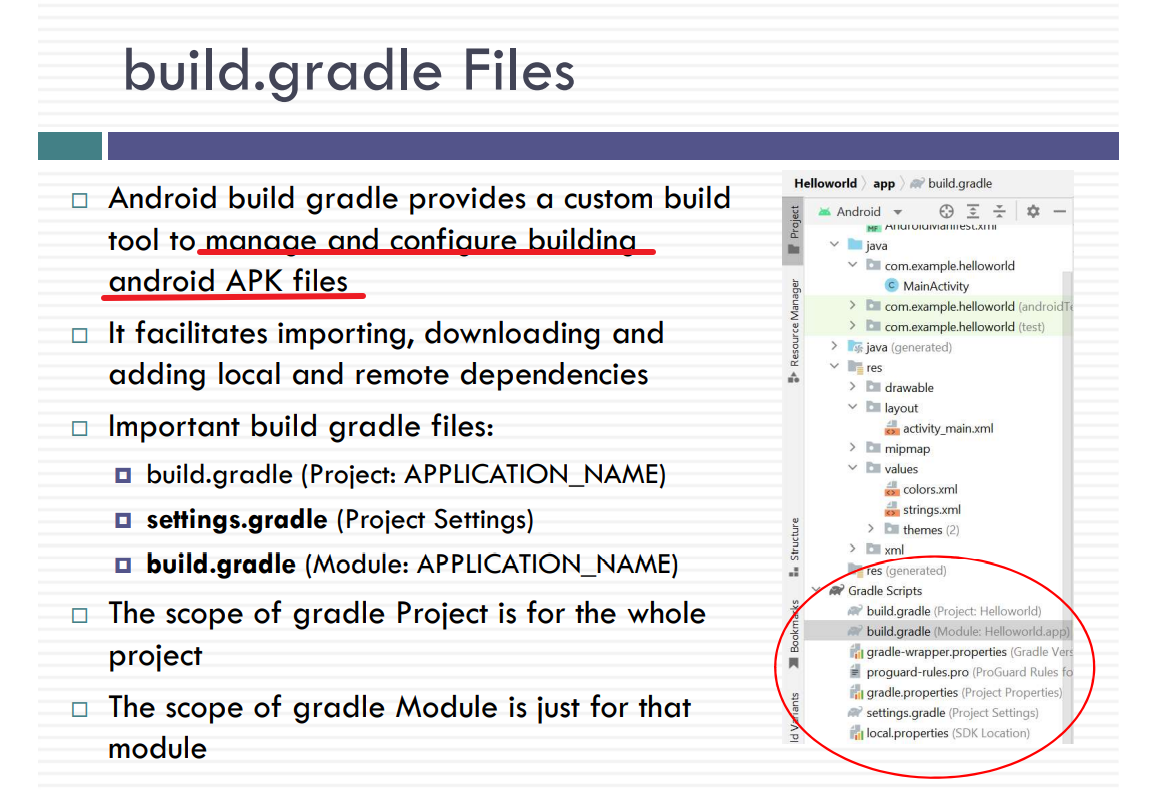 build.gradle Files
Android build gradle provides a custom build
tool to manage and configure building
android APK files
It facilitates importing, downloading and
adding local and remote dependencies
Important build gradle files:
build.gradle (Project: APPLICATION_NAME)
settings.gradle (Project Settings)
build.gradle (Module: APPLICATION_NAME)
The scope of gradle Project is for the whole
project
The scope of gradle Module is just for that
module
Helloworld app build.gradle
Project
Resource Manager
Structure
Bookmarks
ld Variants
Android
AndroidManifest.xml
java
com.example.helloworld
MainActivity
com.example.helloworld (androidTe
com.example.helloworld (test)
java (generated)
res
drawable
layout
activity_main.xml
mipmap
values
colors.xml
strings.xml
themes (2)
xml
res (generated)
Gradle Scripts
build.gradle (Project: Helloworld)
build.gradle (Module: Helloworld.app)
gradle-wrapper.properties (Gradle Vers
proguard-rules.pro (ProGuard Rules fo
gradle.properties (Project Properties)
settings.gradle (Project Settings)
local.properties (SDK Location)